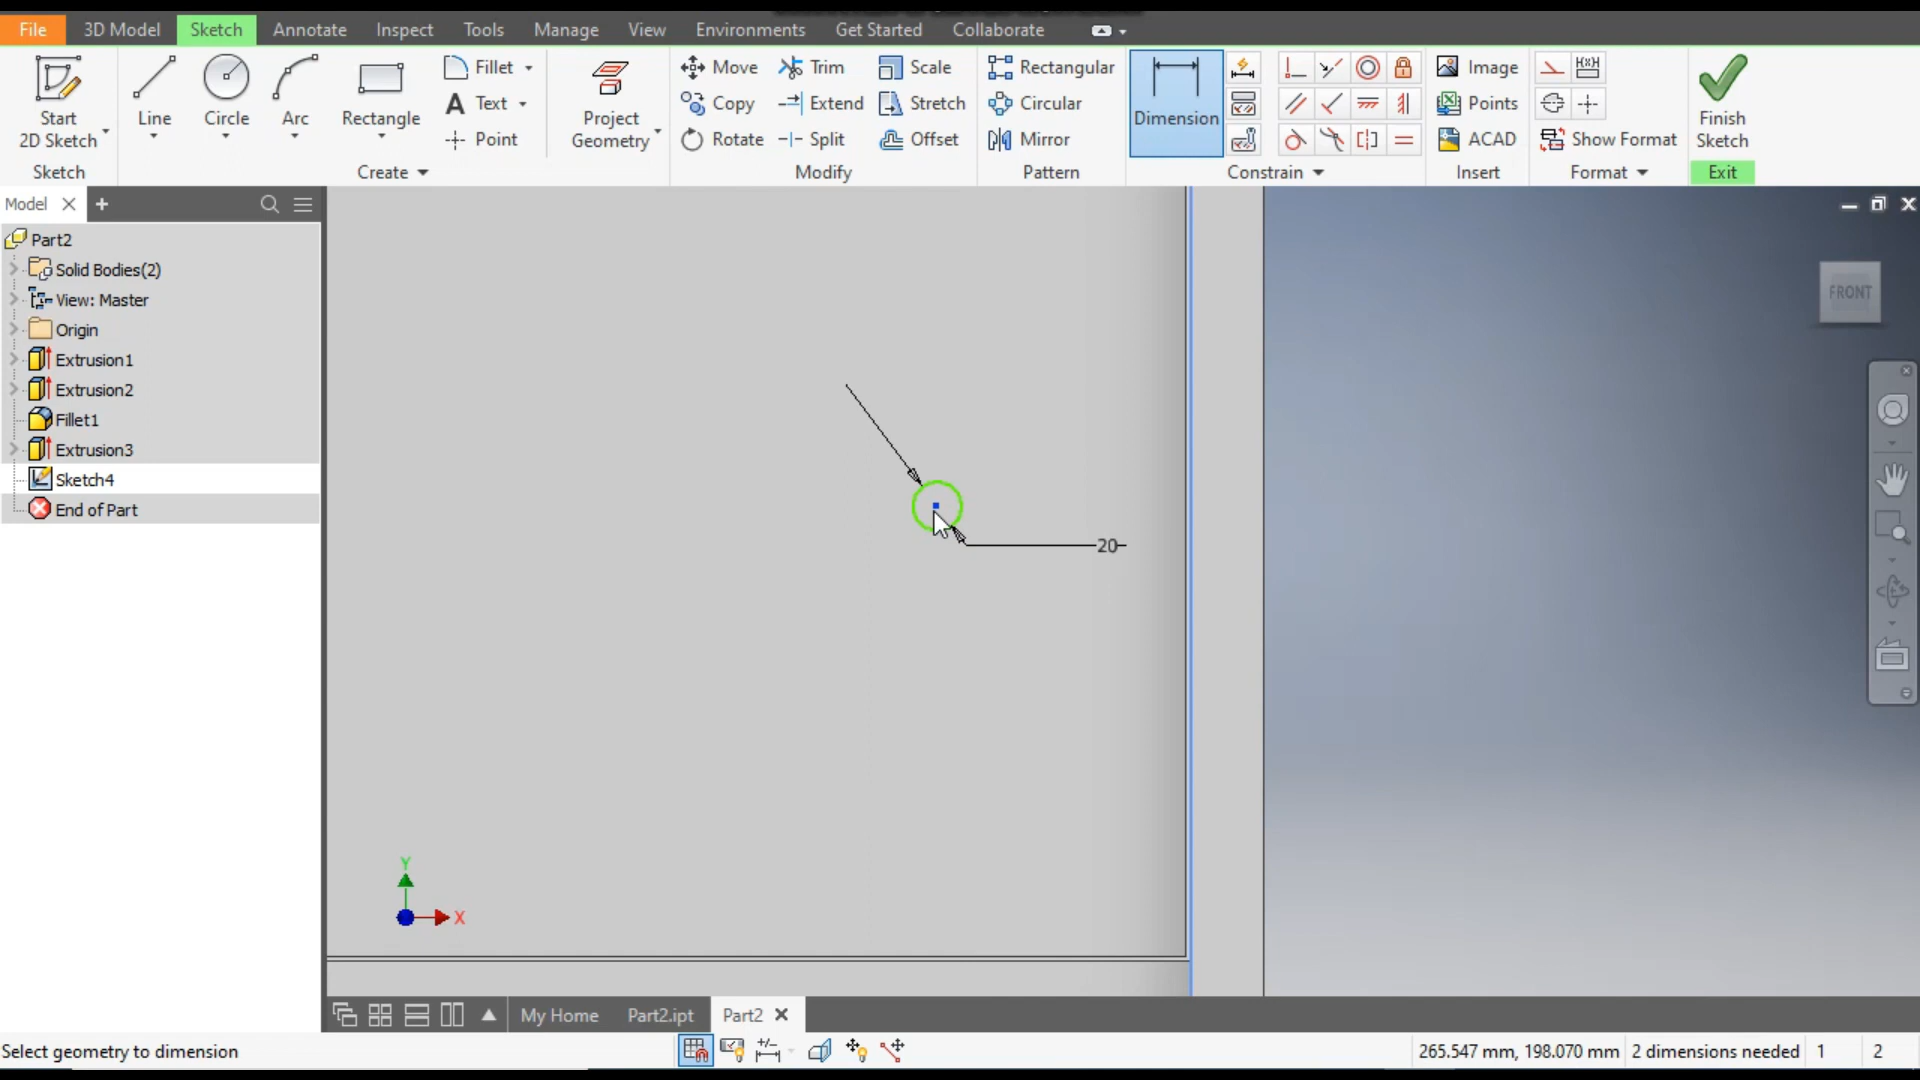 File 3D Model Sketch Annotate Inspect Tools Manage View Environments Get Started Collaborate
Start
2D Sketch
Line
Circle
Arc
Rectangle
Fillet
Text
Point
Project
Geometry
Move
Copy
Rotate
Trim
Extend
Split
Scale
Stretch
Offset
Rectangular
Circular
Mirror
Dimension
Image
Points
ACAD
Show Format
Finish
Sketch
Sketch Create Modify Pattern Constrain Insert Format Exit
Model
Part2
Solid Bodies(2)
View: Master
Origin
Extrusion1
Extrusion2
Fillet1
Extrusion3
Sketch4
End of Part
FRONT
20
Y
X
My Home Part2.ipt Part2
Select geometry to dimension
265.547 mm, 198.070 mm 2 dimensions needed 1 2